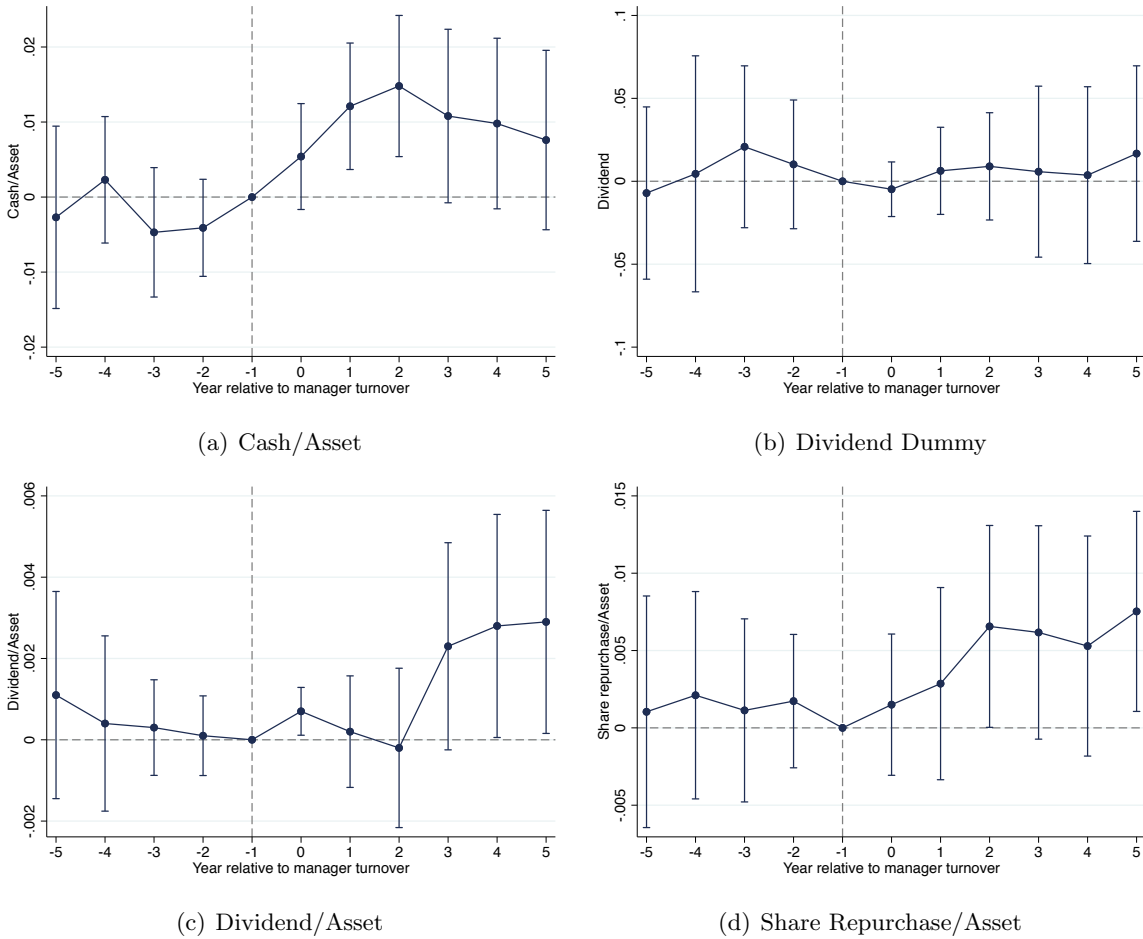 .02
.01
0
-.01
-.02
Cash/Asset
-5 -4 -3 -2 -1 0 1 2 3 4 5
Year relative to manager turnover
(a) Cash/Asset
.1
.05
0
-.05
-.1
Dividend
-5 -4 -3 -2 -1 0 1 2 3 4 5
Year relative to manager turnover
(b) Dividend Dummy
.006
.004
.002
0
-.002
Dividend/Asset
-5 -4 -3 -2 -1 0 1 2 3 4 5
Year relative to manager turnover
(c) Dividend/Asset
.015
.01
.005
0
-.005
Share repurchase/Asset
-5 -4 -3 -2 -1 0 1 2 3 4 5
Year relative to manager turnover
(d) Share Repurchase/Asset